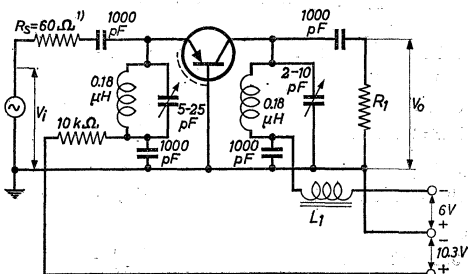 Rs=60Ω 1)
1000
pF
1000
pF
0.18
µH
5-25
pF
0.18
µH
2-10
pF
Vi
10 kΩ
1000
pF
1000
pF
R1
Vo
L1
−
6V
+
−
10.3V
+